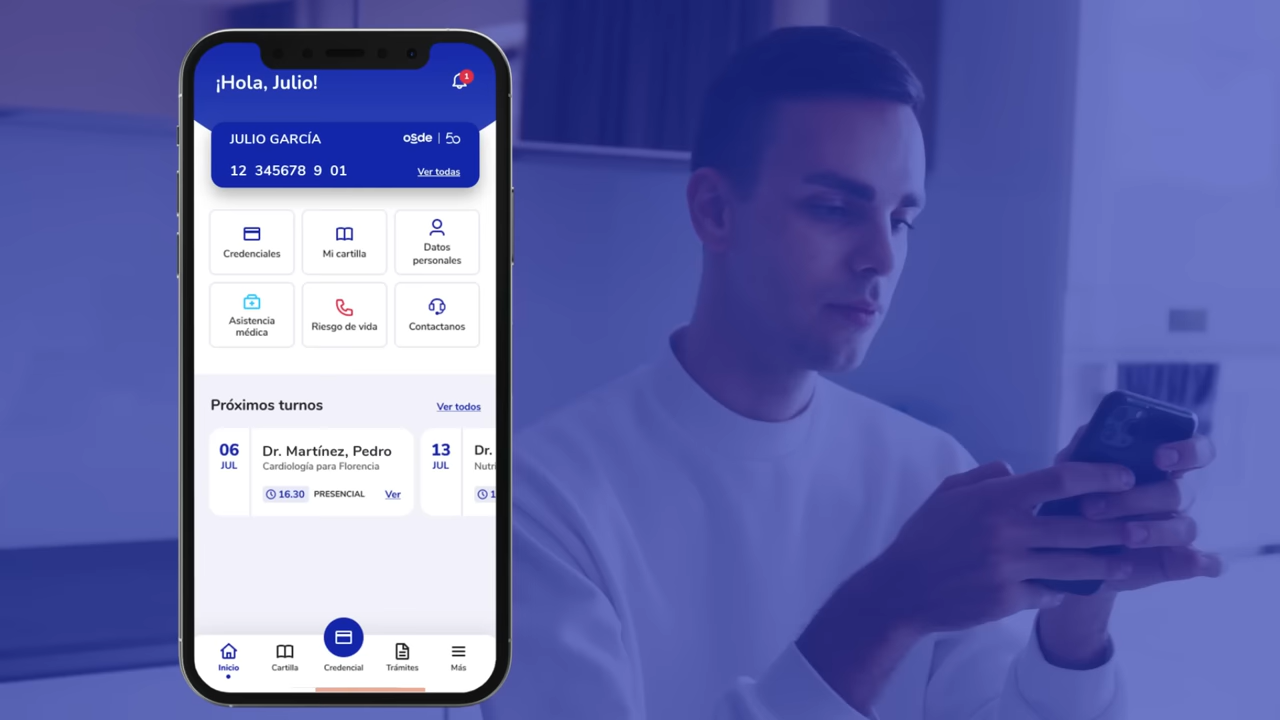 ¡Hola, Julio!
1
JULIO GARCÍA
osde | 50
12 345678 9 01
Ver todas
Credenciales
Mi cartilla
Datos
personales
Asistencia
médica
Riesgo de vida
Contactanos
Próximos turnos
Ver todos
06
JUL
Dr. Martínez, Pedro
Cardiología para Florencia
16.30
PRESENCIAL
Ver
13
JUL
Dr.
Inicio
Cartilla
Credencial
Trámites
Más